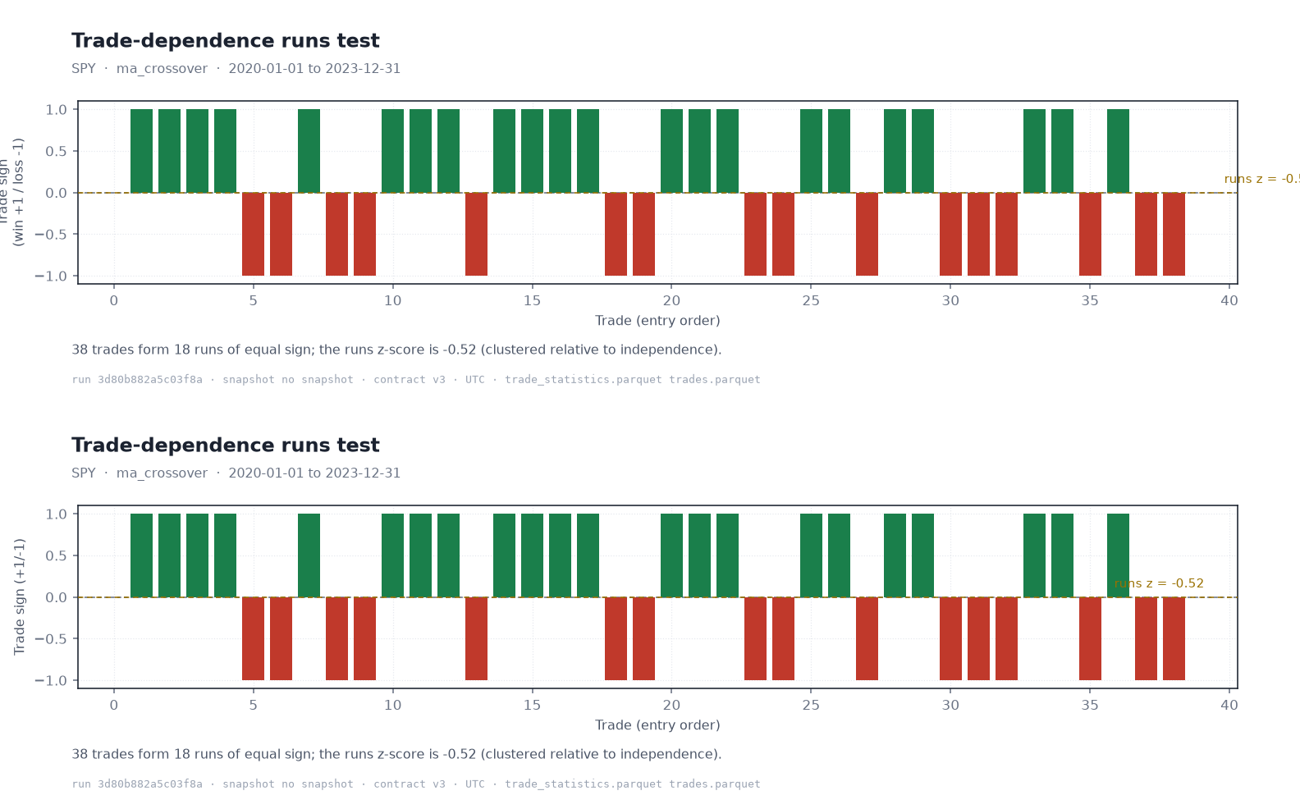 Trade-dependence runs test
SPY · ma_crossover · 2020-01-01 to 2023-12-31
Trade sign
(win +1 / loss -1)
1.0
0.5
0.0
−0.5
−1.0
runs z = -0.5
0 5 10 15 20 25 30 35 40
Trade (entry order)
38 trades form 18 runs of equal sign; the runs z-score is -0.52 (clustered relative to independence).
run 3d80b882a5c03f8a · snapshot no snapshot · contract v3 · UTC · trade_statistics.parquet trades.parquet
Trade-dependence runs test
SPY · ma_crossover · 2020-01-01 to 2023-12-31
Trade sign (+1/-1)
1.0
0.5
0.0
−0.5
−1.0
runs z = -0.52
0 5 10 15 20 25 30 35 40
Trade (entry order)
38 trades form 18 runs of equal sign; the runs z-score is -0.52 (clustered relative to independence).
run 3d80b882a5c03f8a · snapshot no snapshot · contract v3 · UTC · trade_statistics.parquet trades.parquet